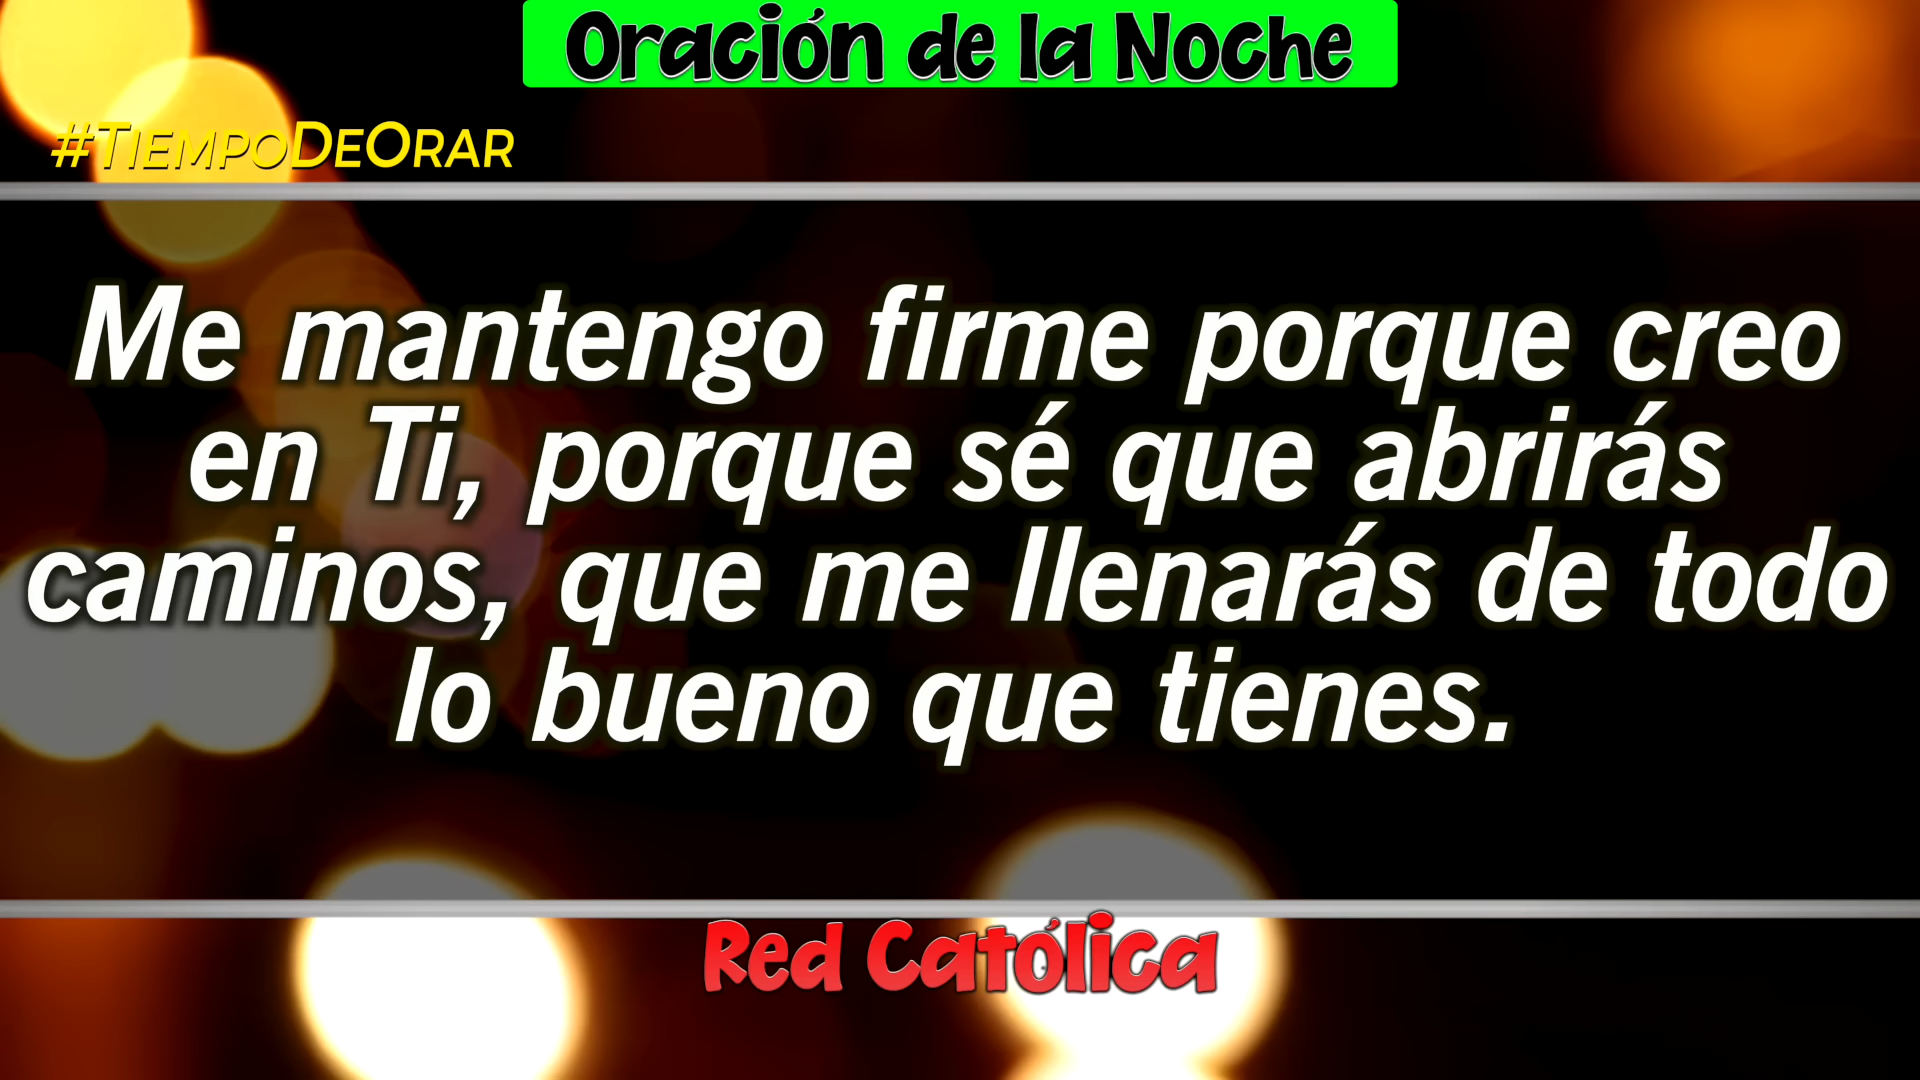 Oración de la Noche
#TiempoDeOrar
Me mantengo firme porque creo
en Ti, porque sé que abrirás
caminos, que me llenarás de todo
lo bueno que tienes.
Red Católica